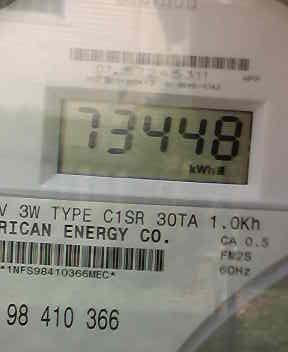 73448
kWh
V 3W TYPE C1SR 30TA 1.0Kh
RICAN ENERGY CO.
CA 0.5
FM2S
60Hz
*1NFS98410366MEC*
98 410 366